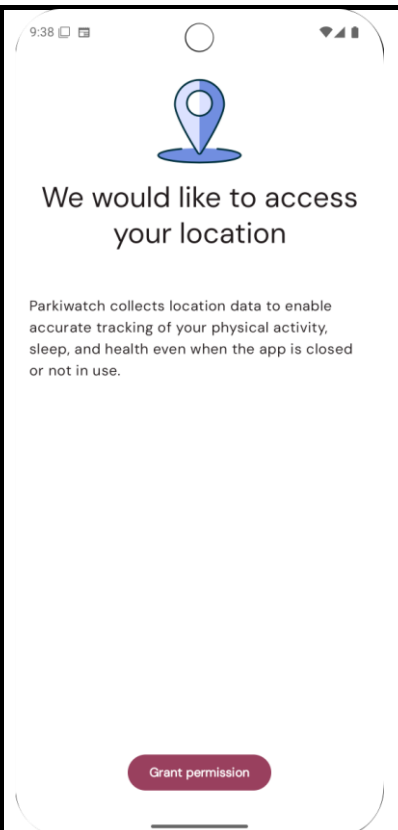 9:38
We would like to access
your location
Parkiwatch collects location data to enable
accurate tracking of your physical activity,
sleep, and health even when the app is closed
or not in use.
Grant permission